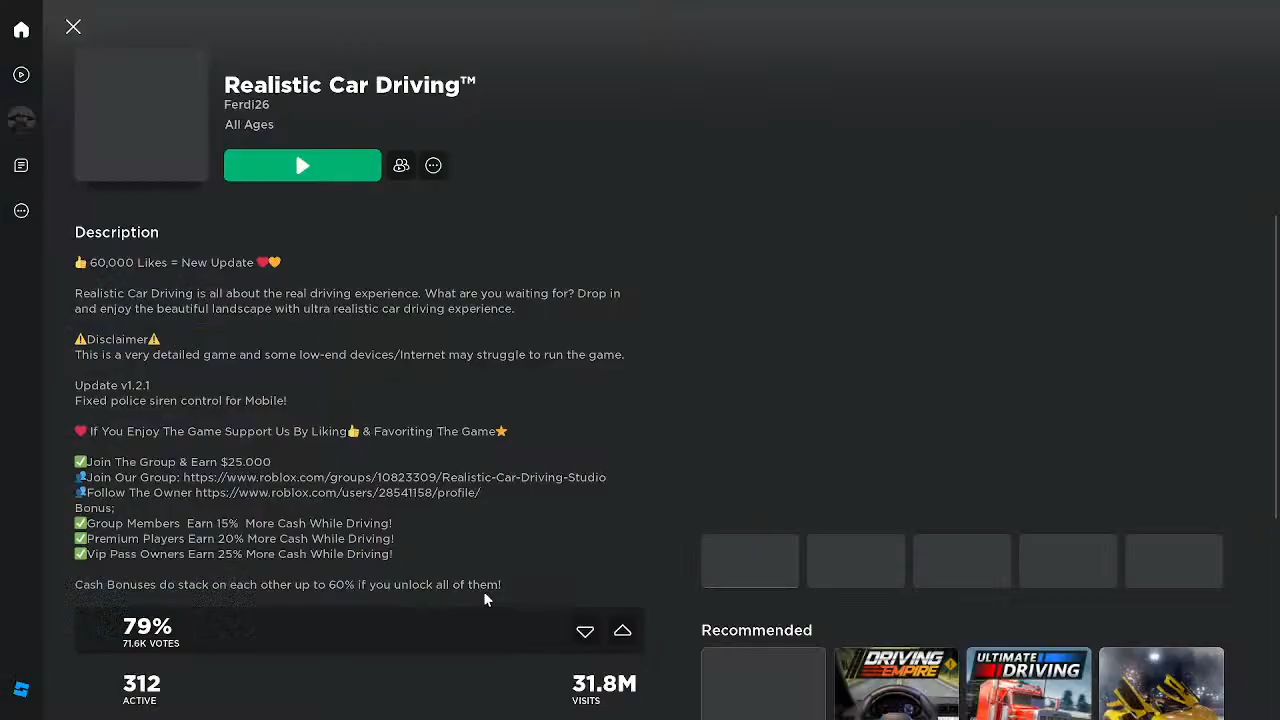 Realistic Car Driving™
Ferdi26
All Ages
Description
👍 60,000 Likes = New Update ❤️🧡
Realistic Car Driving is all about the real driving experience. What are you waiting for? Drop in
and enjoy the beautiful landscape with ultra realistic car driving experience.
⚠️Disclaimer⚠️
This is a very detailed game and some low-end devices/Internet may struggle to run the game.
Update v1.2.1
Fixed police siren control for Mobile!
❤️ If You Enjoy The Game Support Us By Liking👍 & Favoriting The Game⭐
✅Join The Group & Earn $25.000
👥Join Our Group: https://www.roblox.com/groups/10823309/Realistic-Car-Driving-Studio
👥Follow The Owner https://www.roblox.com/users/28541158/profile/
Bonus;
✅Group Members Earn 15% More Cash While Driving!
✅Premium Players Earn 20% More Cash While Driving!
✅Vip Pass Owners Earn 25% More Cash While Driving!
Cash Bonuses do stack on each other up to 60% if you unlock all of them!
79%
71.6K VOTES
312
ACTIVE
31.8M
VISITS
Recommended
DRIVING
EMPIRE
ULTIMATE
DRIVING